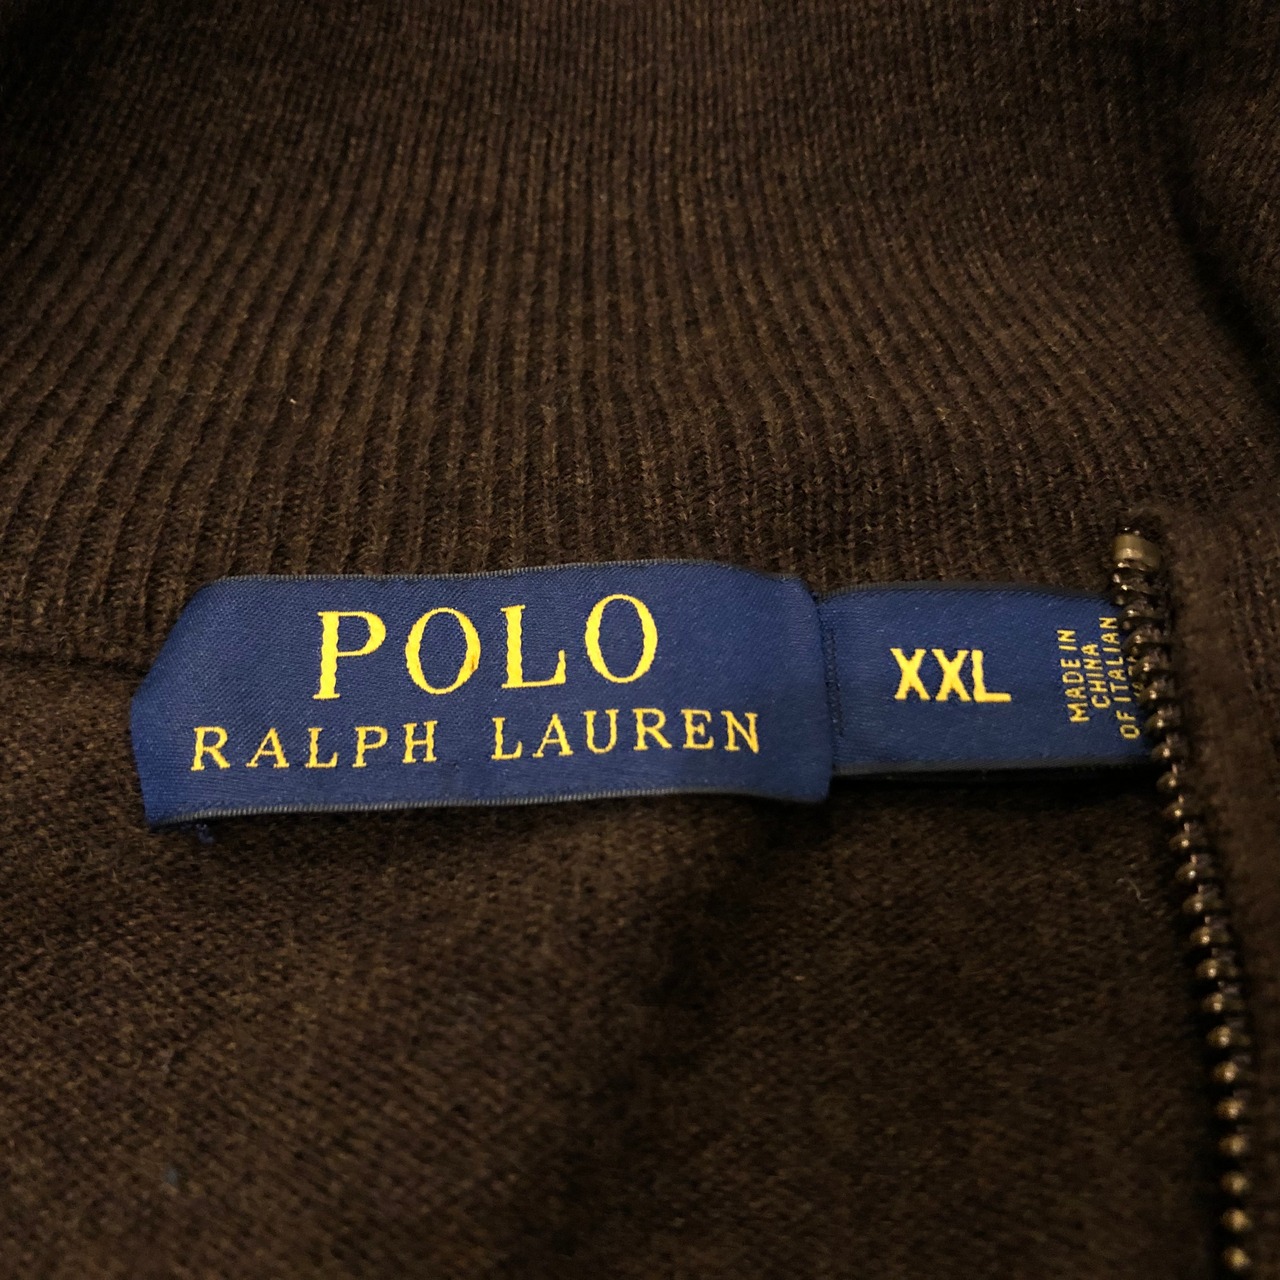 POLO
RALPH LAUREN
XXL
MADE IN
CHINA
OF ITALIAN